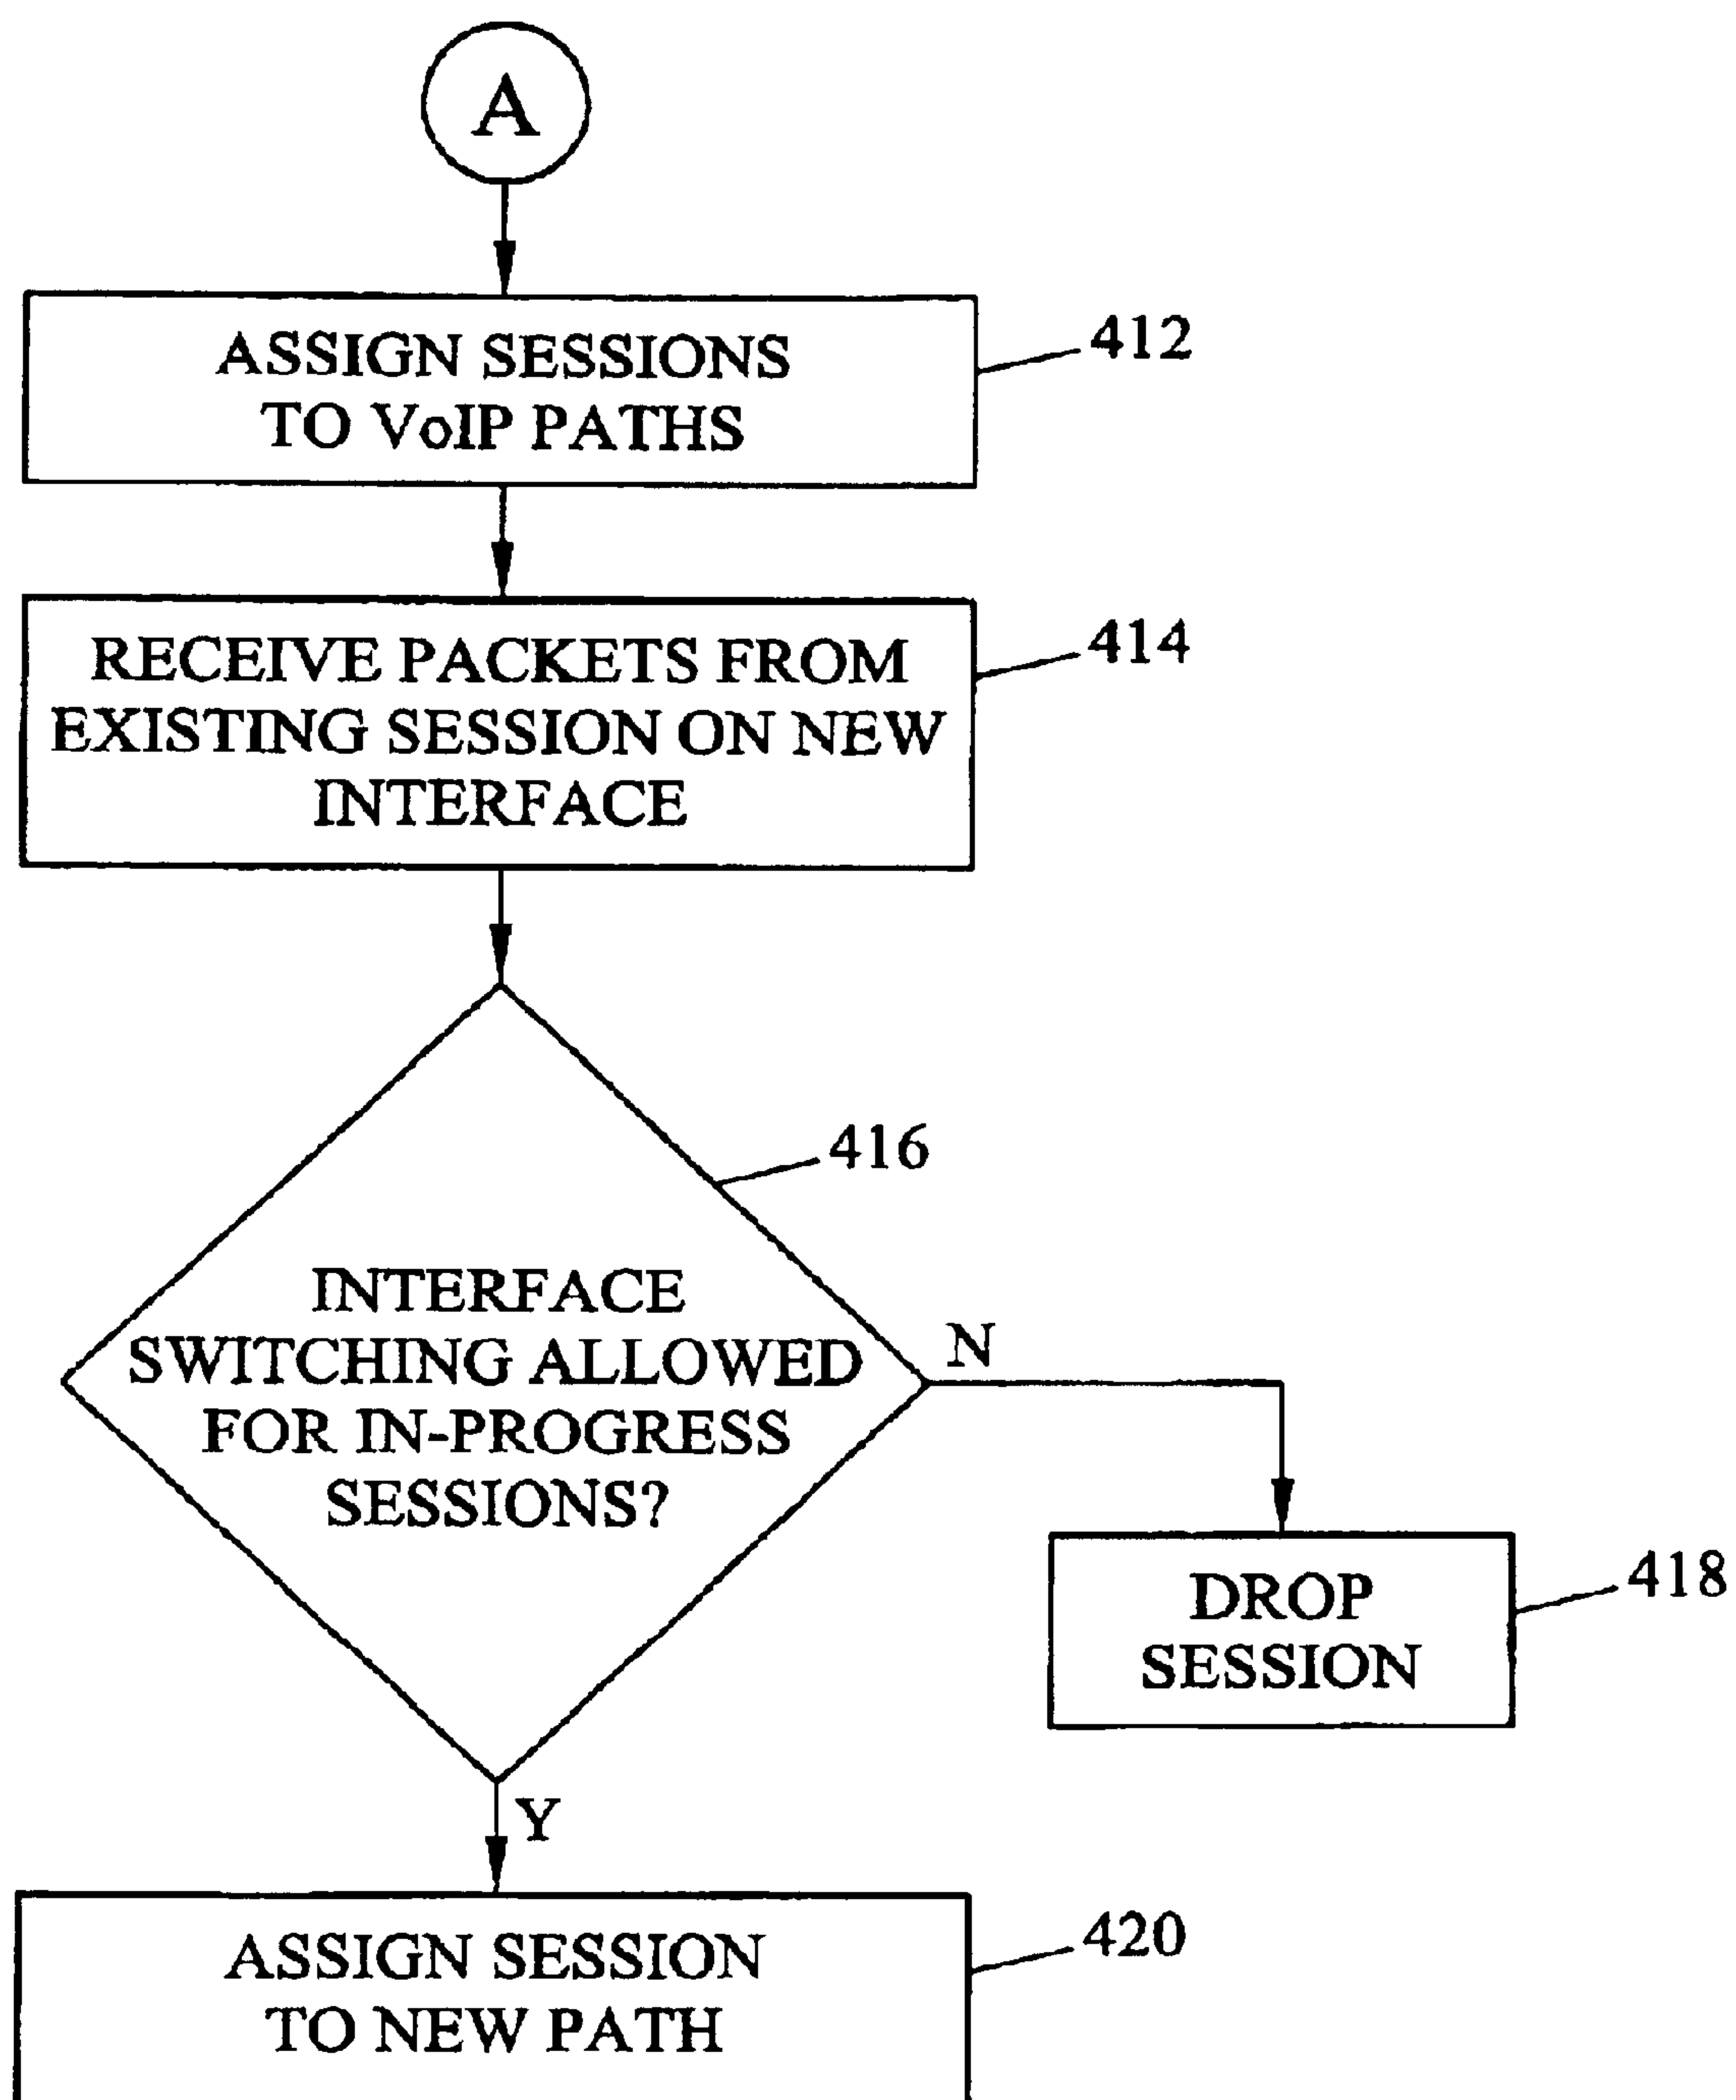 A
ASSIGN SESSIONS
TO VoIP PATHS
412
RECEIVE PACKETS FROM
EXISTING SESSION ON NEW
INTERFACE
414
416
INTERFACE
SWITCHING ALLOWED
FOR IN-PROGRESS
SESSIONS?
N
DROP
SESSION
418
Y
ASSIGN SESSION
TO NEW PATH
420